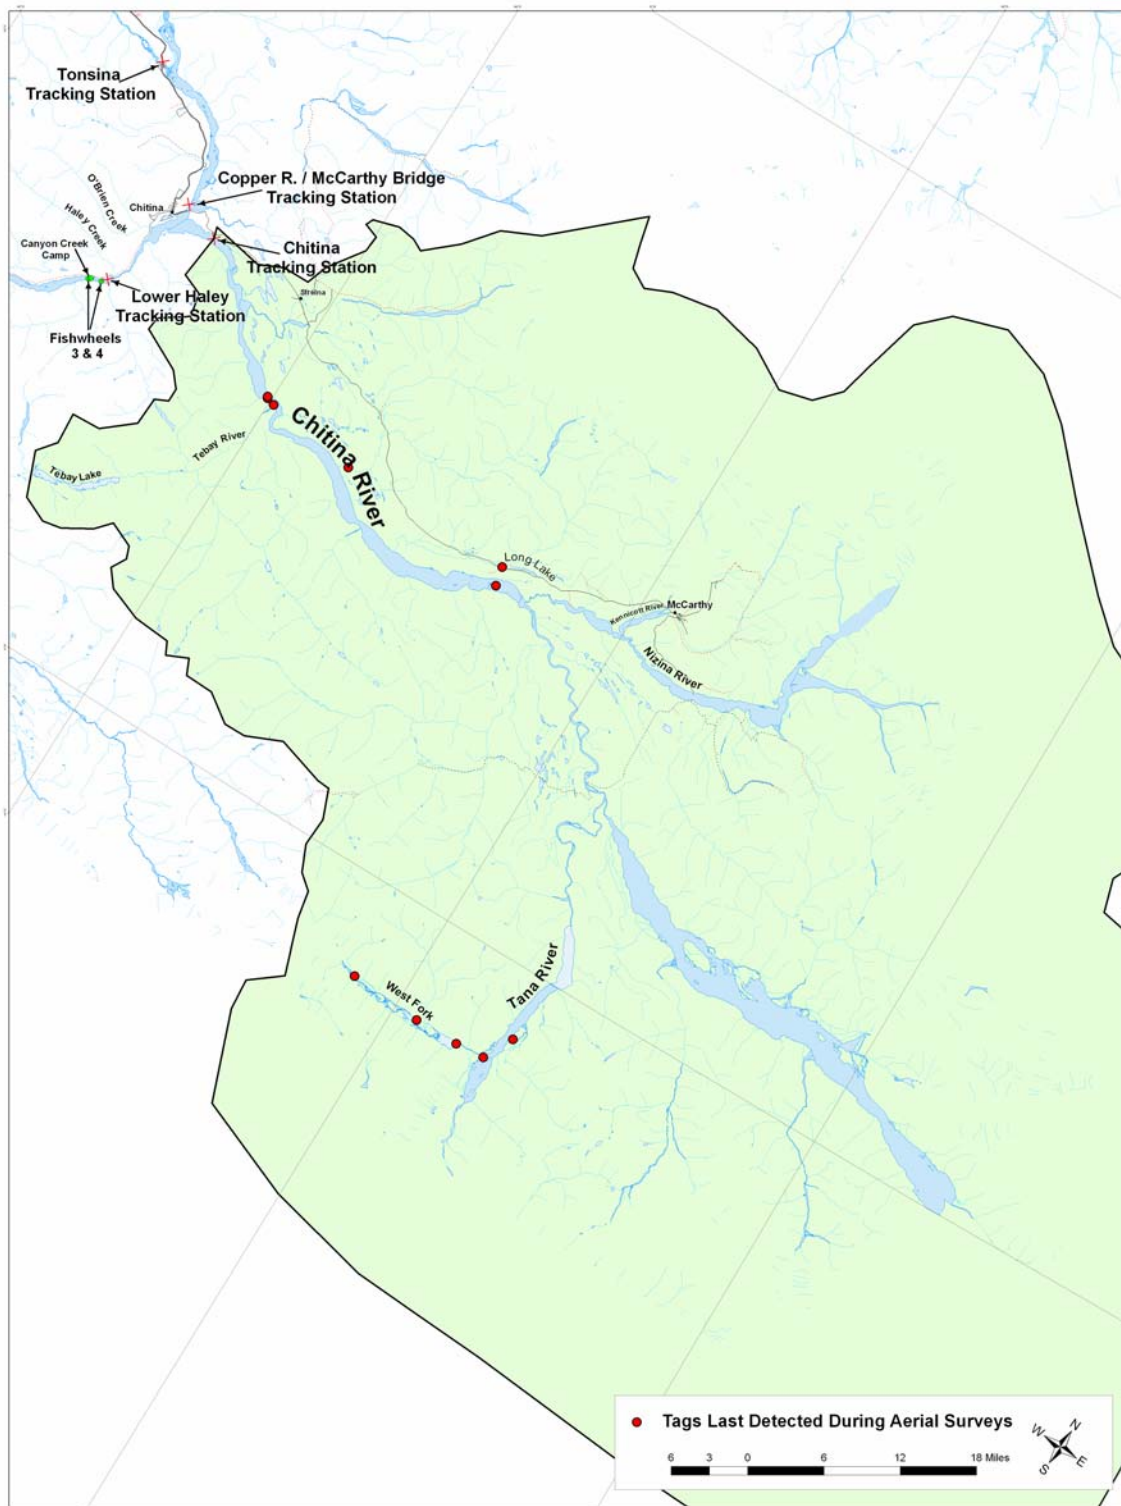 Tonsina
Tracking Station
Copper R. / McCarthy Bridge
Tracking Station
O'Brien Creek
Haley Creek
Chitina
Canyon Creek
Camp
Chitina
Tracking Station
Strelna
Lower Haley
Tracking Station
Fishwheels
3 & 4
Chitina River
Tebay River
Tebay Lake
Long Lake
Kennicott River
McCarthy
Nizina River
Tana River
West Fork
Tags Last Detected During Aerial Surveys
6 3 0 6 12 18 Miles
N
W
E
S